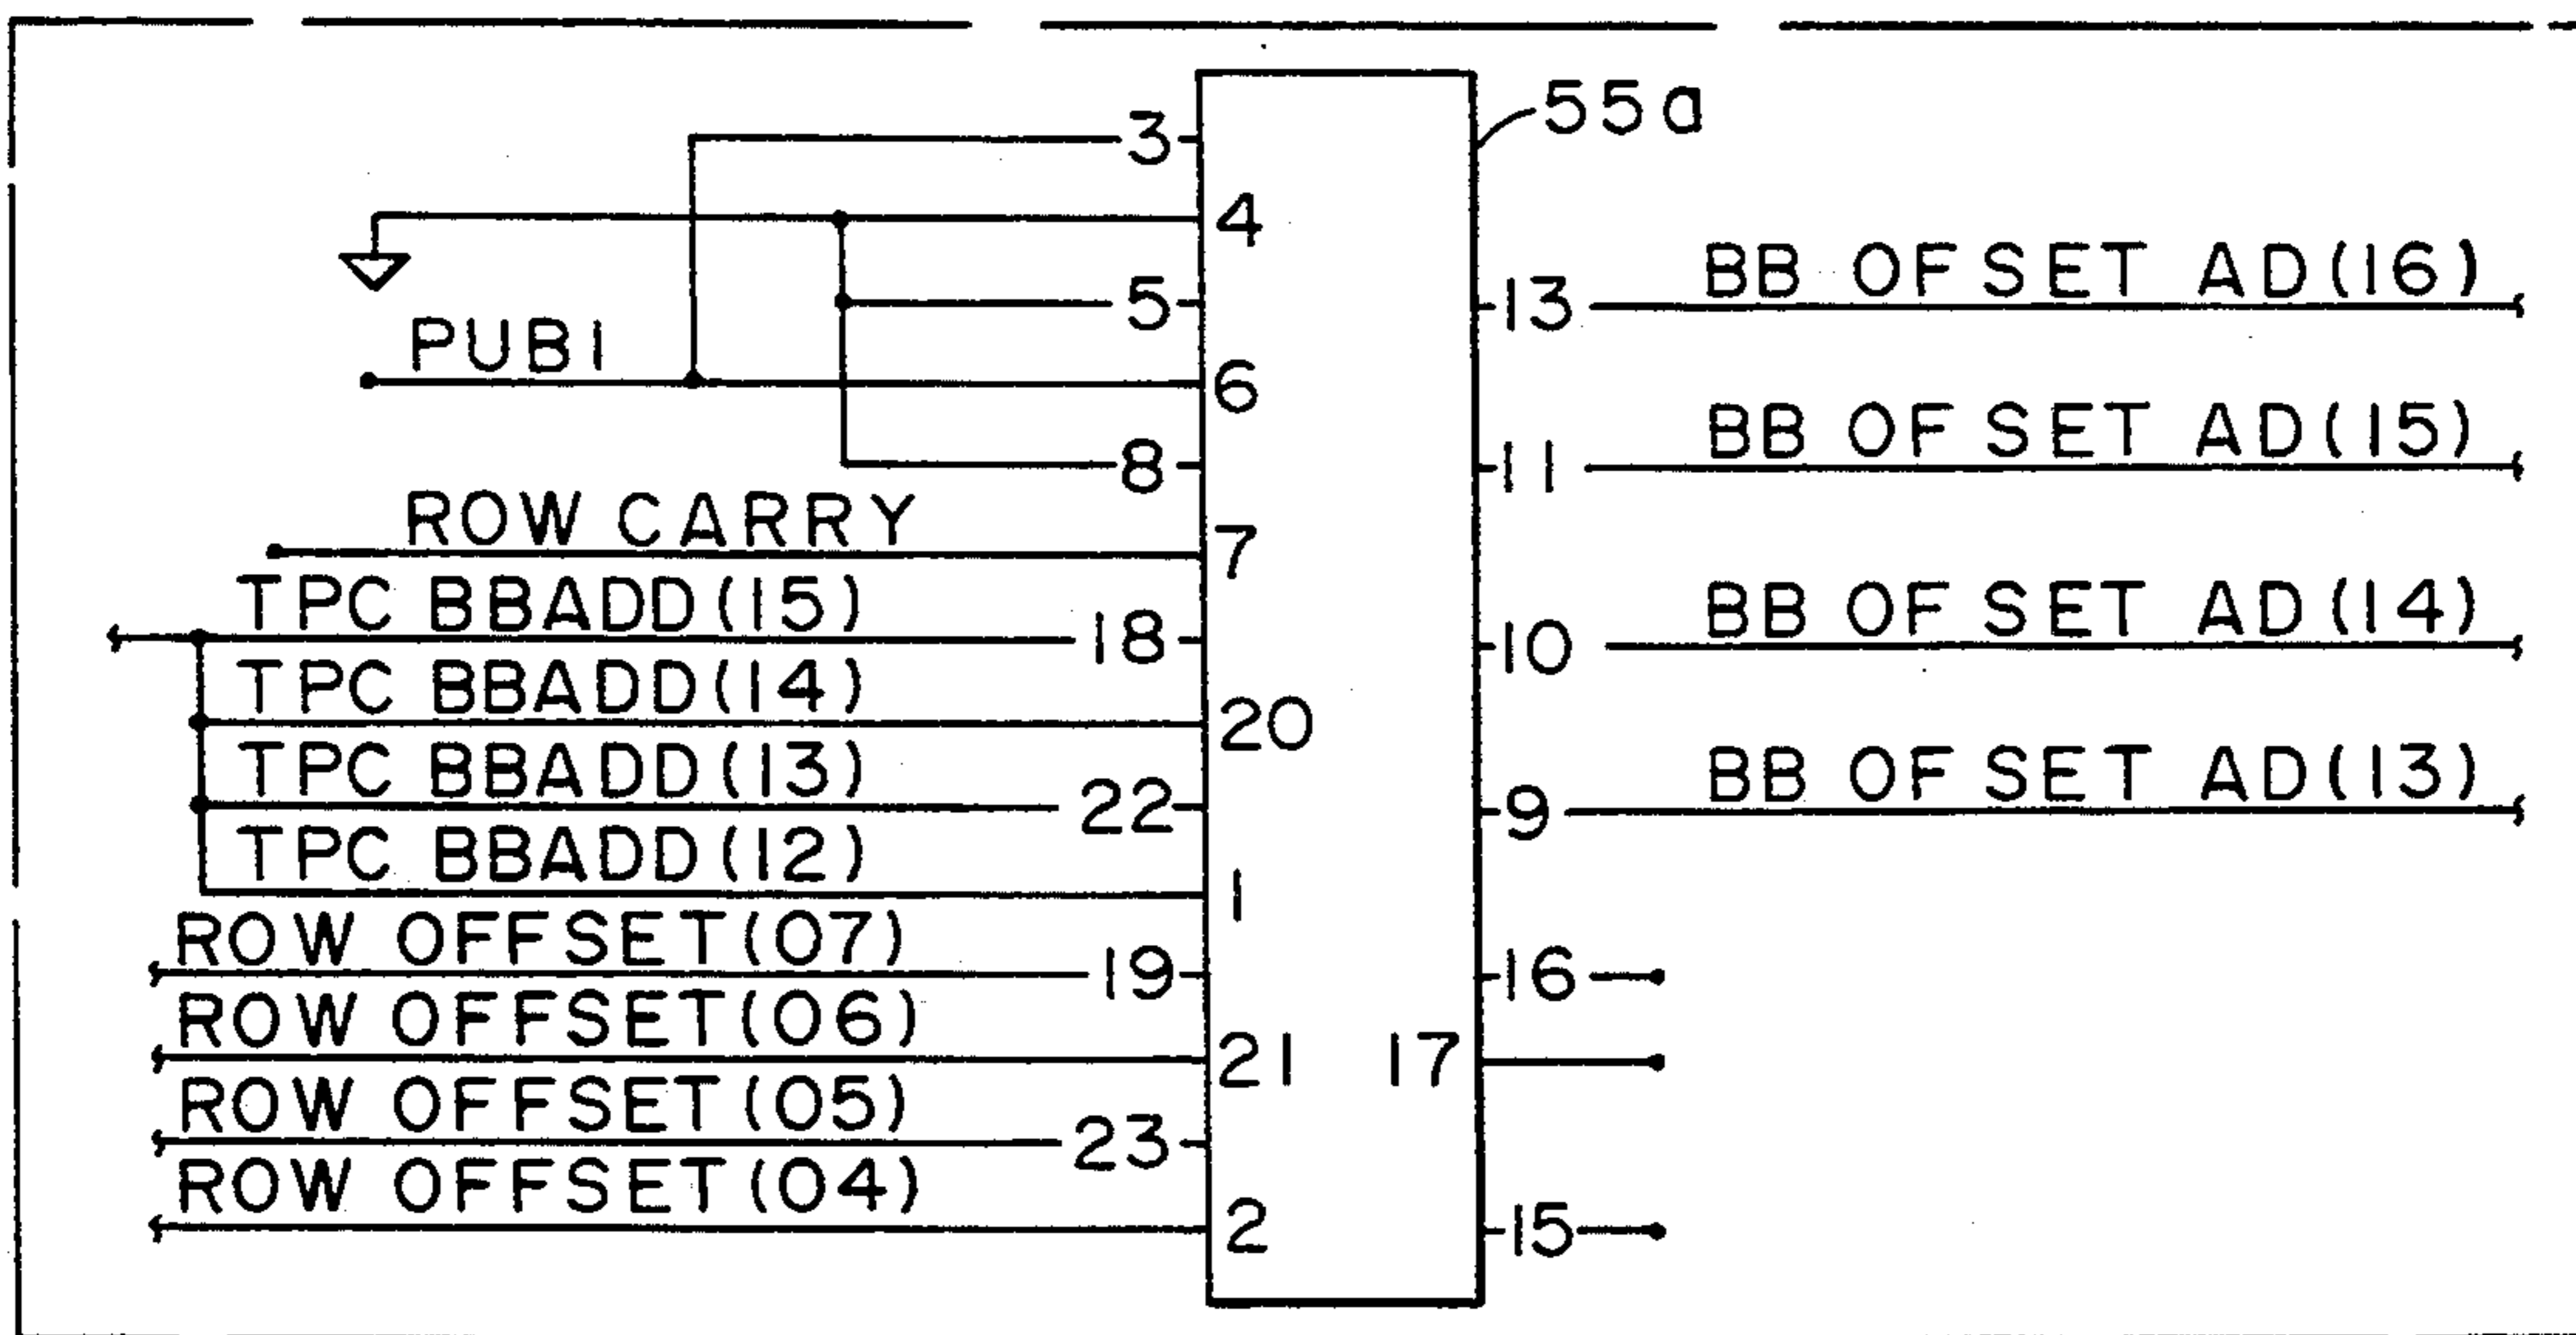 55a
3
4
5
PUB1
6
8
ROW CARRY
7
TPC BBADD(15)
18
TPC BBADD(14)
20
TPC BBADD(13)
22
TPC BBADD(12)
1
ROW OFFSET(07)
19
ROW OFFSET(06)
21
ROW OFFSET(05)
23
ROW OFFSET(04)
2
13 BB OFSET AD(16)
11 BB OFSET AD(15)
10 BB OFSET AD(14)
9 BB OFSET AD(13)
16
17
15